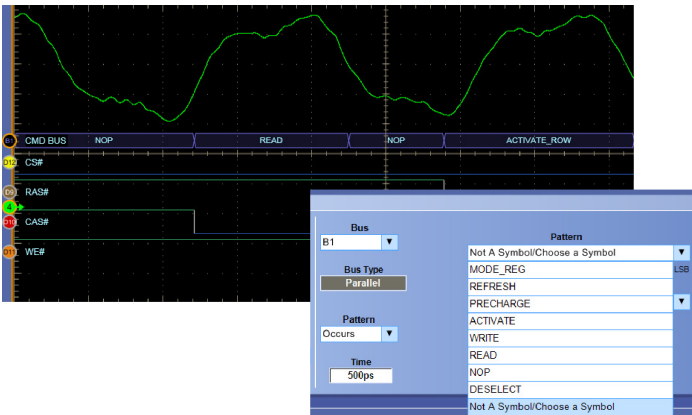 B1 CMD BUS NOP READ NOP ACTIVATE_ROW
D12 CS#
D9 RAS#
4
D10 CAS#
D11 WE#
Bus
B1
Bus Type
Parallel
Pattern
Occurs
Time
500ps
Pattern
Not A Symbol/Choose a Symbol
MODE_REG LSB
REFRESH
PRECHARGE
ACTIVATE
WRITE
READ
NOP
DESELECT
Not A Symbol/Choose a Symbol